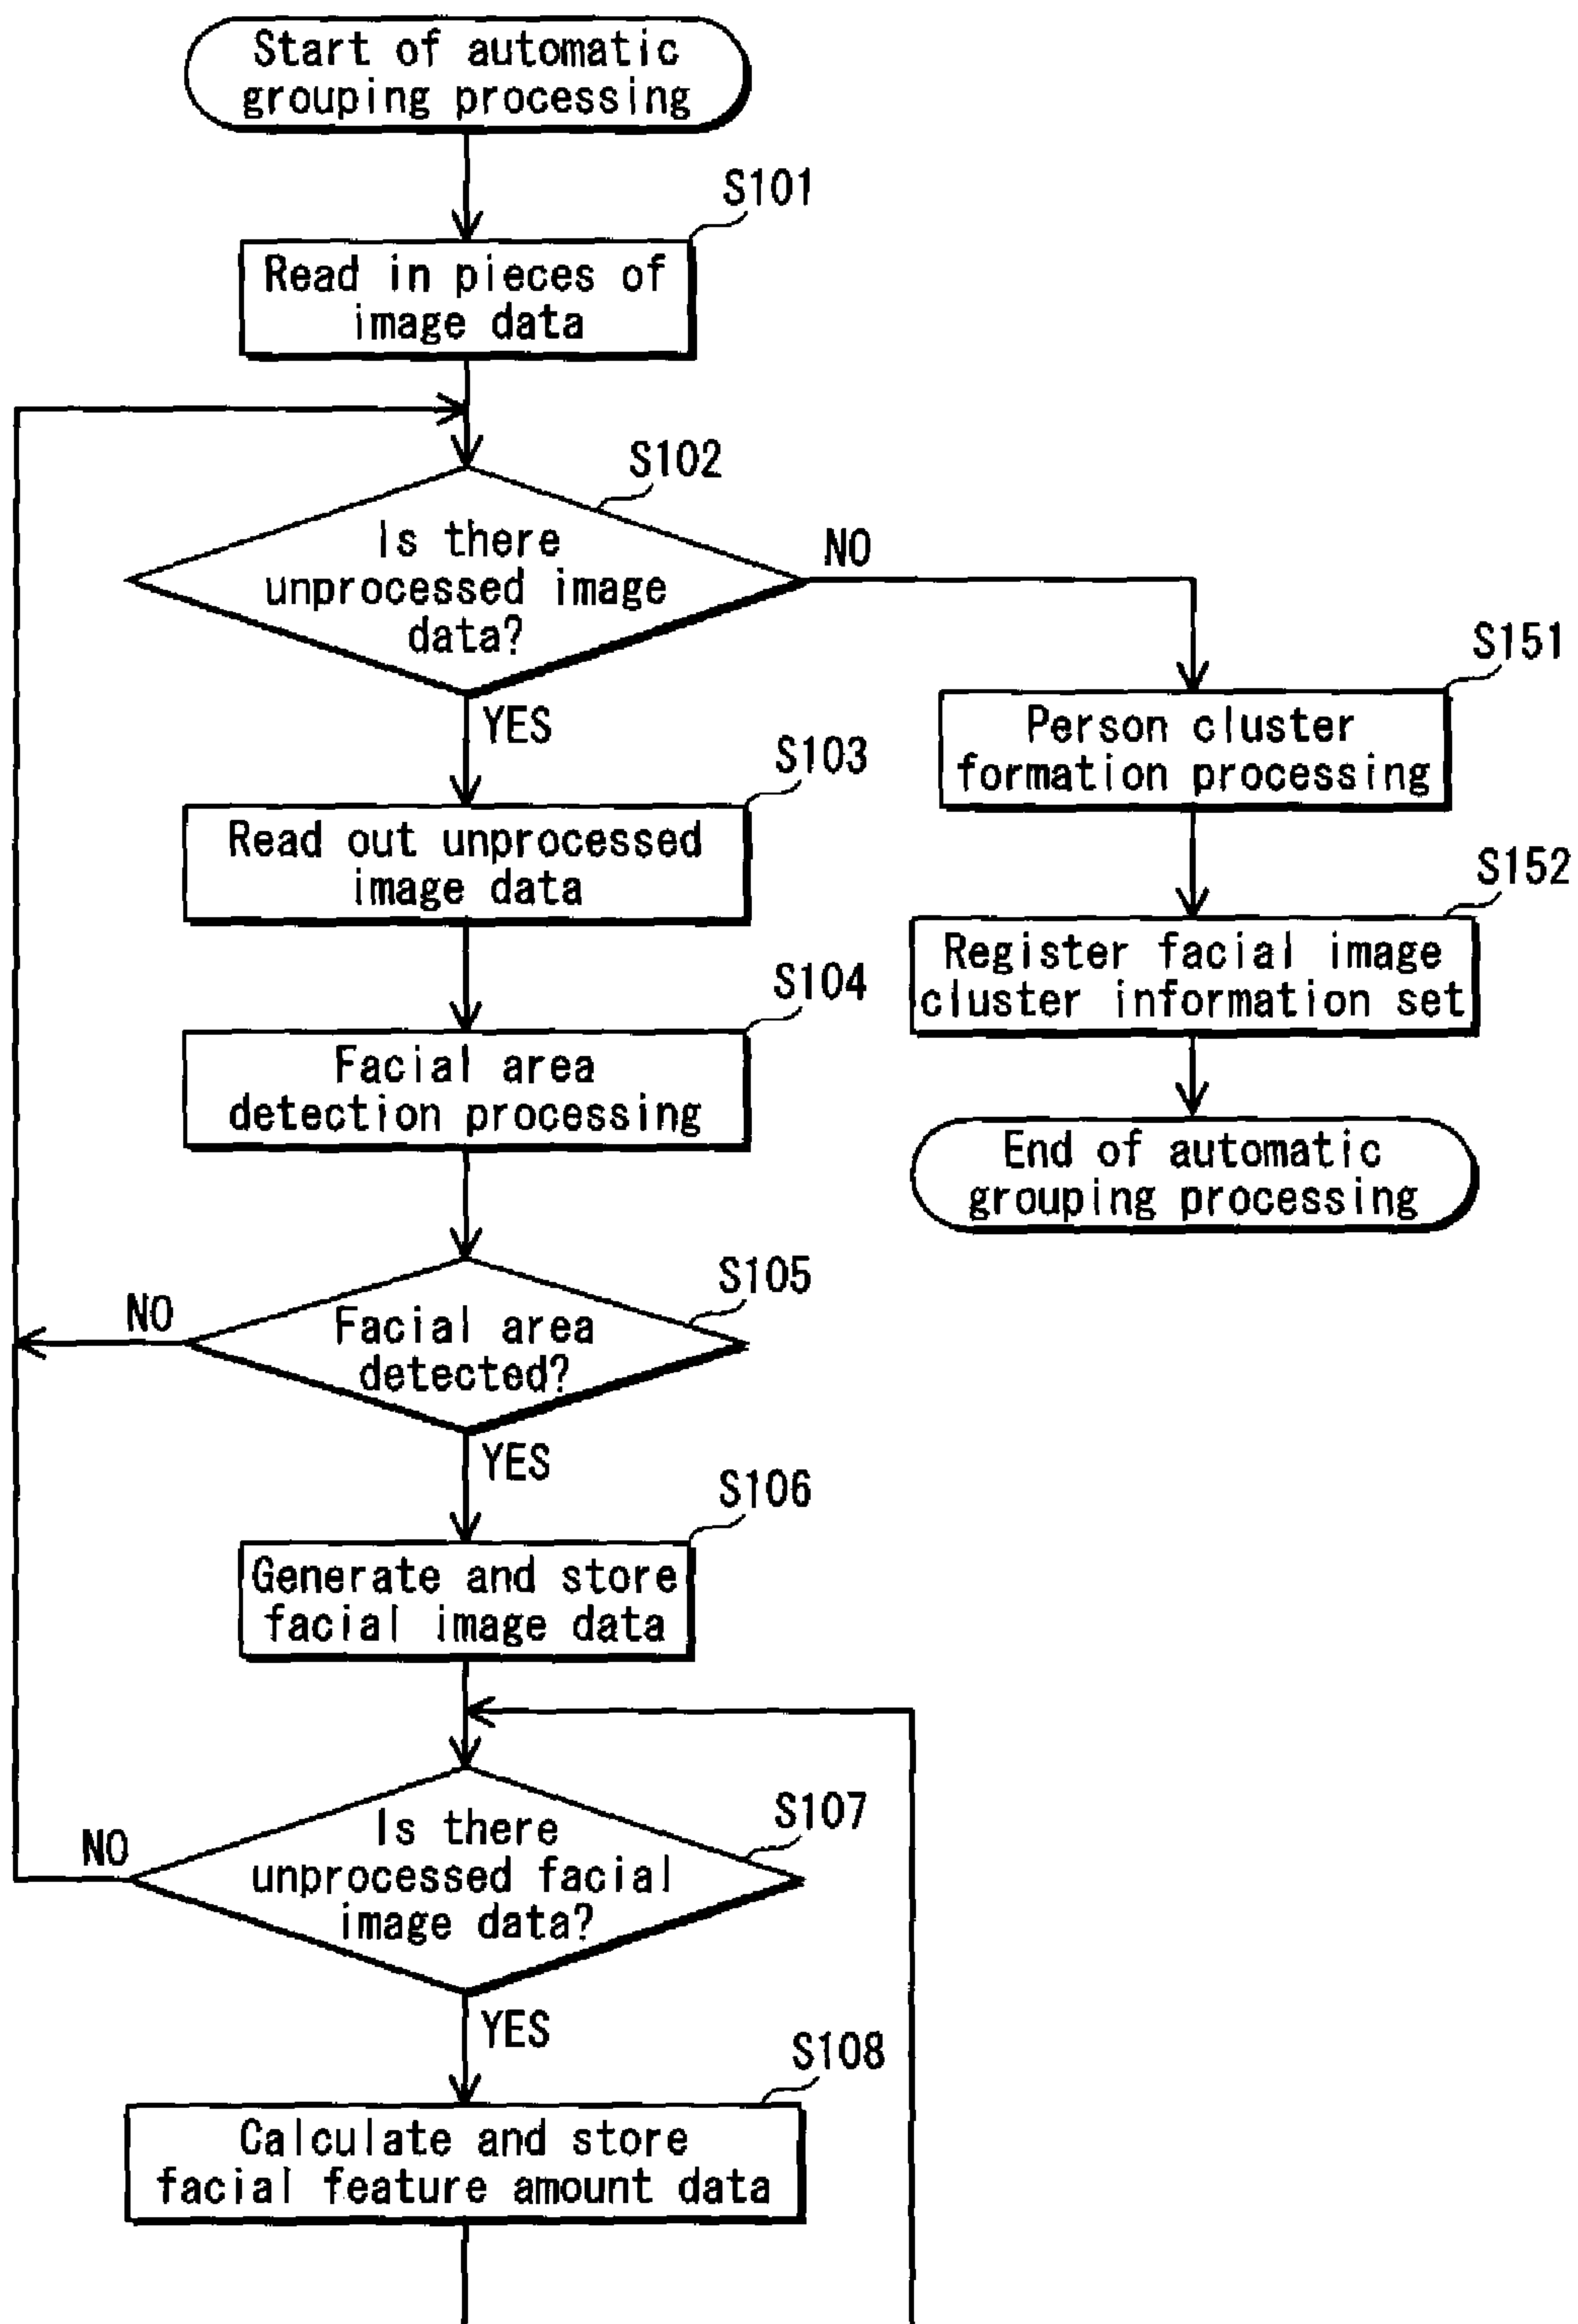 Start of automatic
grouping processing
S101
Read in pieces of
image data
S102
Is there
unprocessed image
data?
NO
YES
S103
Read out unprocessed
image data
S104
Facial area
detection processing
S105
Facial area
detected?
NO
YES
S106
Generate and store
facial image data
S107
Is there
unprocessed facial
image data?
NO
YES
S108
Calculate and store
facial feature amount data
S151
Person cluster
formation processing
S152
Register facial image
cluster information set
End of automatic
grouping processing